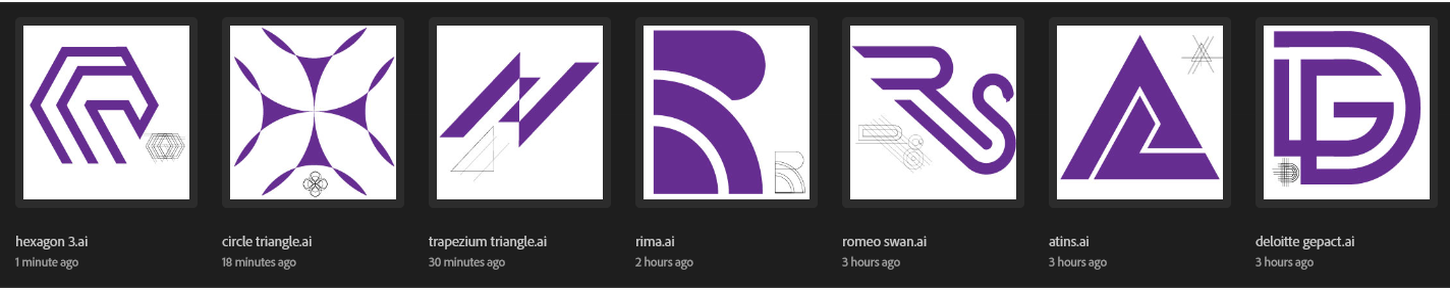 hexagon 3.ai
1 minute ago
circle triangle.ai
18 minutes ago
trapezium triangle.ai
30 minutes ago
rima.ai
2 hours ago
romeo swan.ai
3 hours ago
atins.ai
3 hours ago
deloitte gepact.ai
3 hours ago